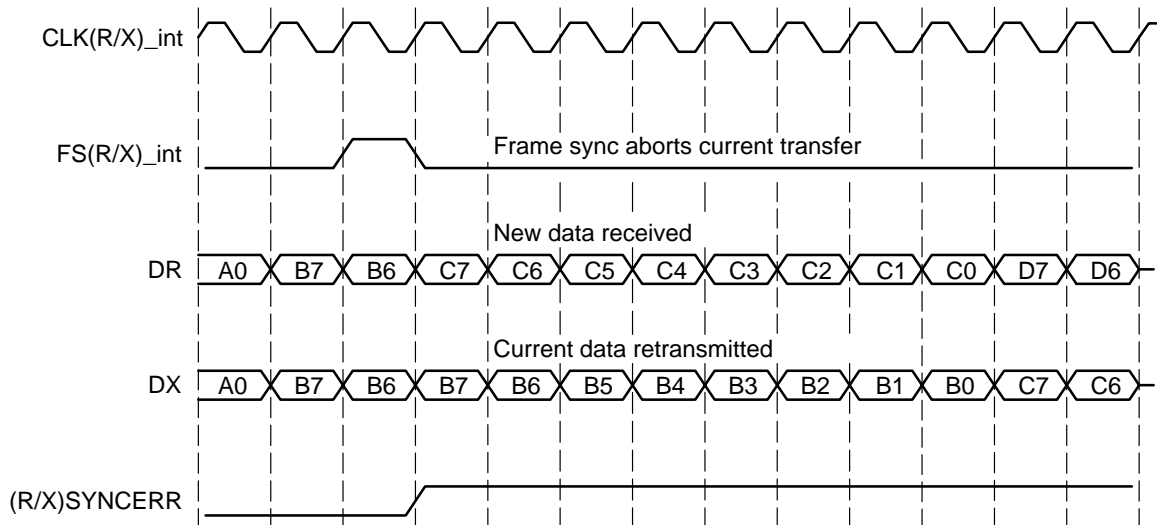 CLK(R/X)_int
FS(R/X)_int
Frame sync aborts current transfer
New data received
DR A0 B7 B6 C7 C6 C5 C4 C3 C2 C1 C0 D7 D6
Current data retransmitted
DX A0 B7 B6 B7 B6 B5 B4 B3 B2 B1 B0 C7 C6
(R/X)SYNCERR